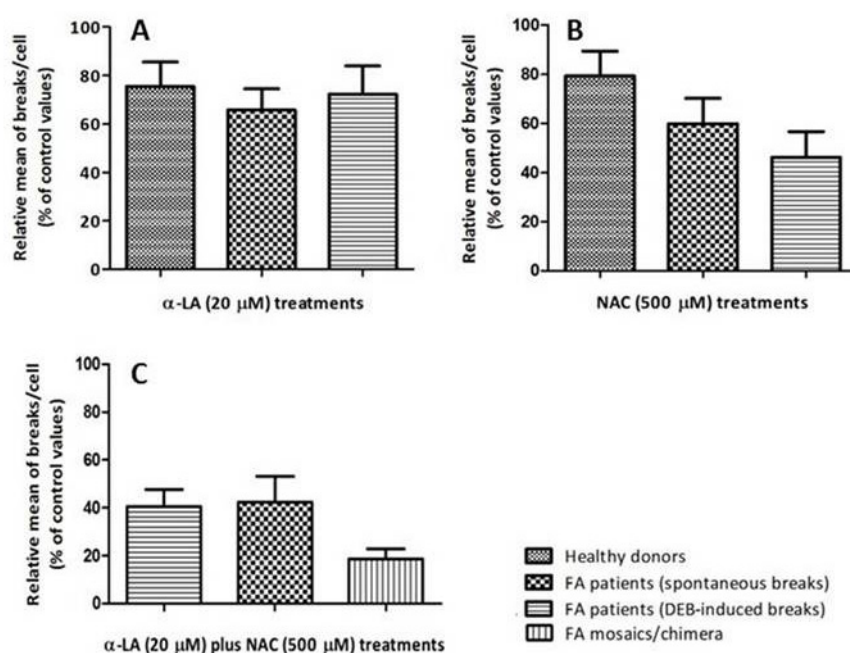 A
Relative mean of breaks/cell
(% of control values)
100
80
60
40
20
0
α-LA (20 μM) treatments
B
Relative mean of breaks/cell
(% of control values)
100
80
60
40
20
0
NAC (500 μM) treatments
C
Relative mean of breaks/cell
(% of control values)
100
80
60
40
20
0
α-LA (20 μM) plus NAC (500 μM) treatments
Healthy donors
FA patients (spontaneous breaks)
FA patients (DEB-induced breaks)
FA mosaics/chimera